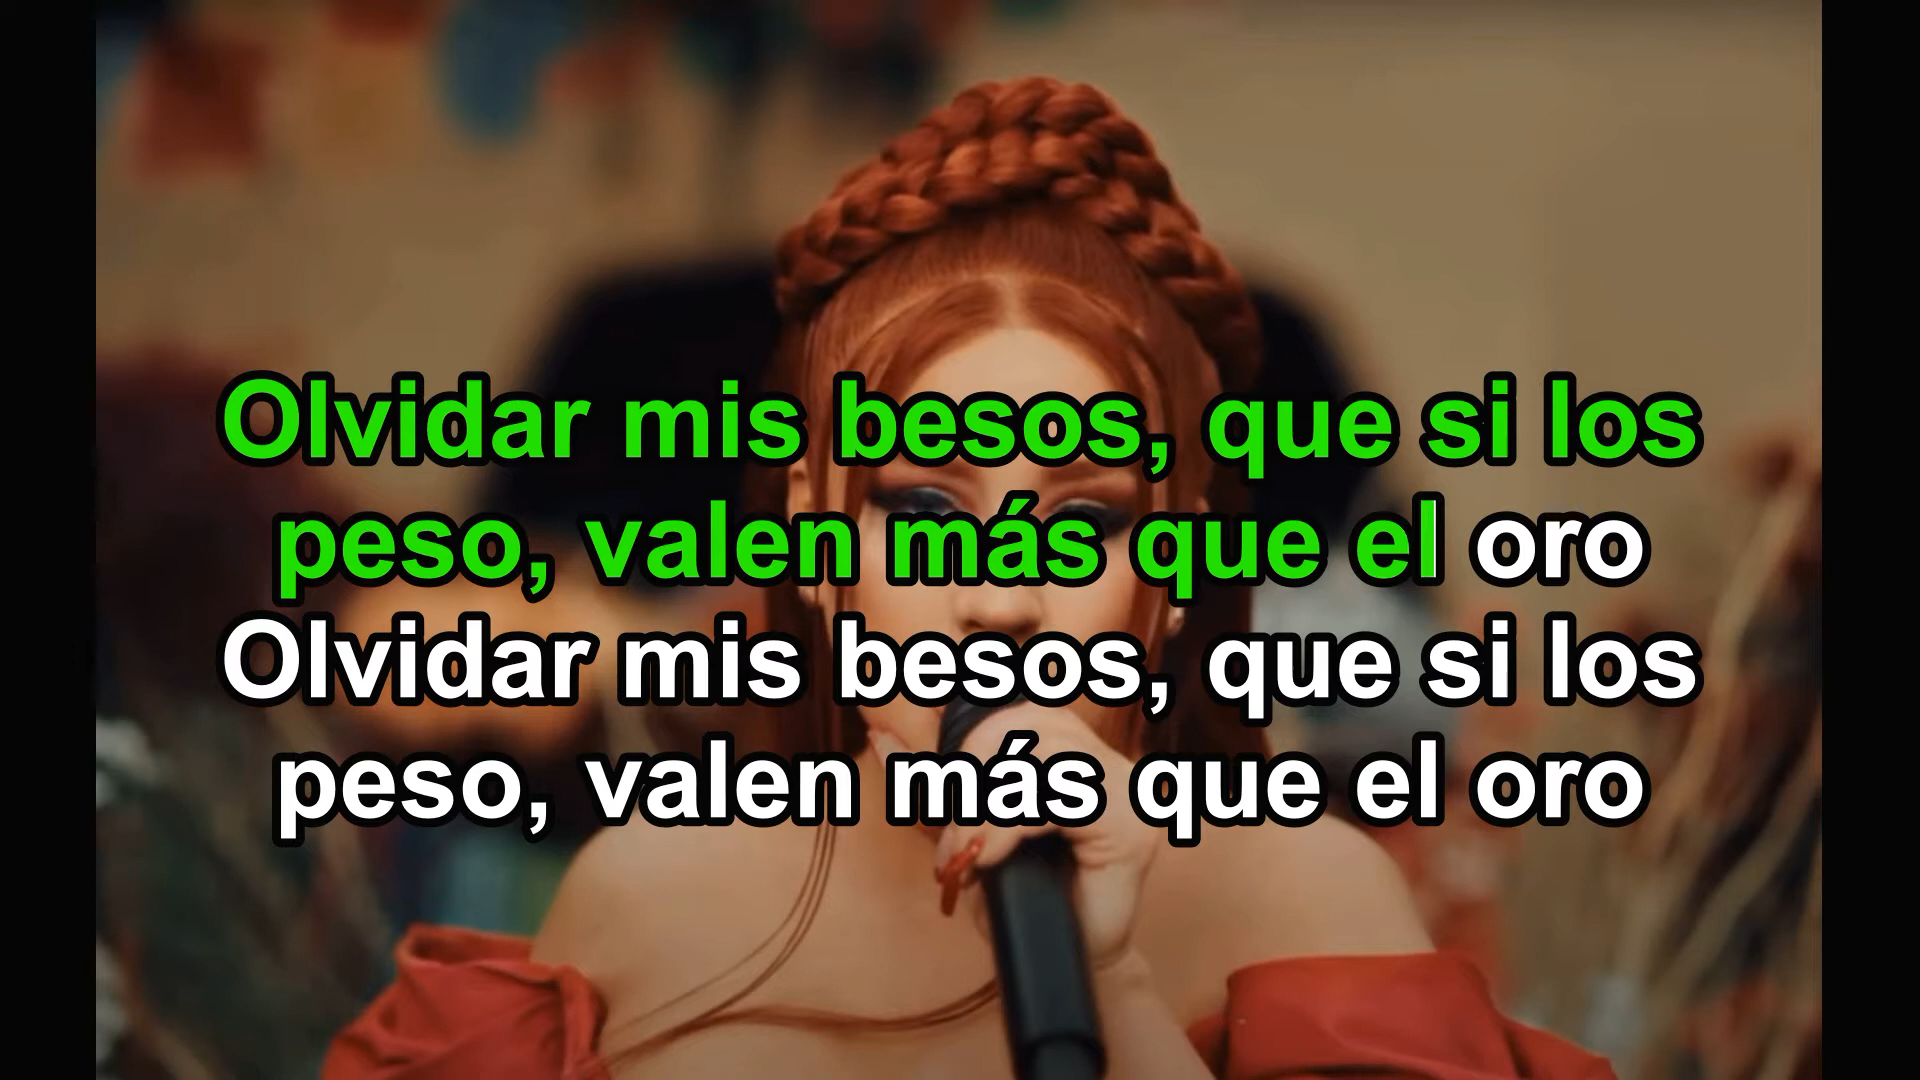 Olvidar mis besos, que si los
peso, valen más que el oro
Olvidar mis besos, que si los
peso, valen más que el oro